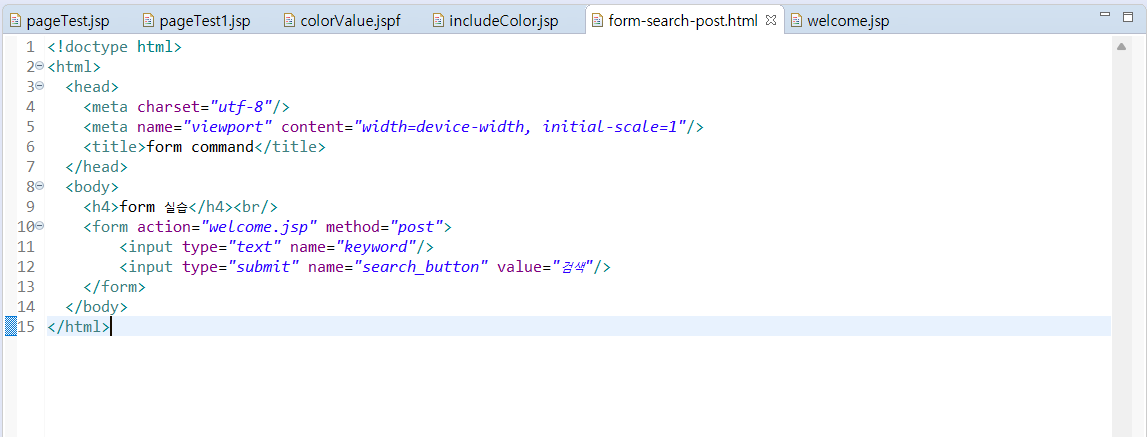 pageTest.jsp pageTest1.jsp colorValue.jspf includeColor.jsp form-search-post.html welcome.jsp
1 <!doctype html>
2 <html>
3 <head>
4 <meta charset="utf-8"/>
5 <meta name="viewport" content="width=device-width, initial-scale=1"/>
6 <title>form command</title>
7 </head>
8 <body>
9 <h4>form 실습</h4><br/>
10 <form action="welcome.jsp" method="post">
11 <input type="text" name="keyword"/>
12 <input type="submit" name="search_button" value="검색"/>
13 </form>
14 </body>
15 </html>